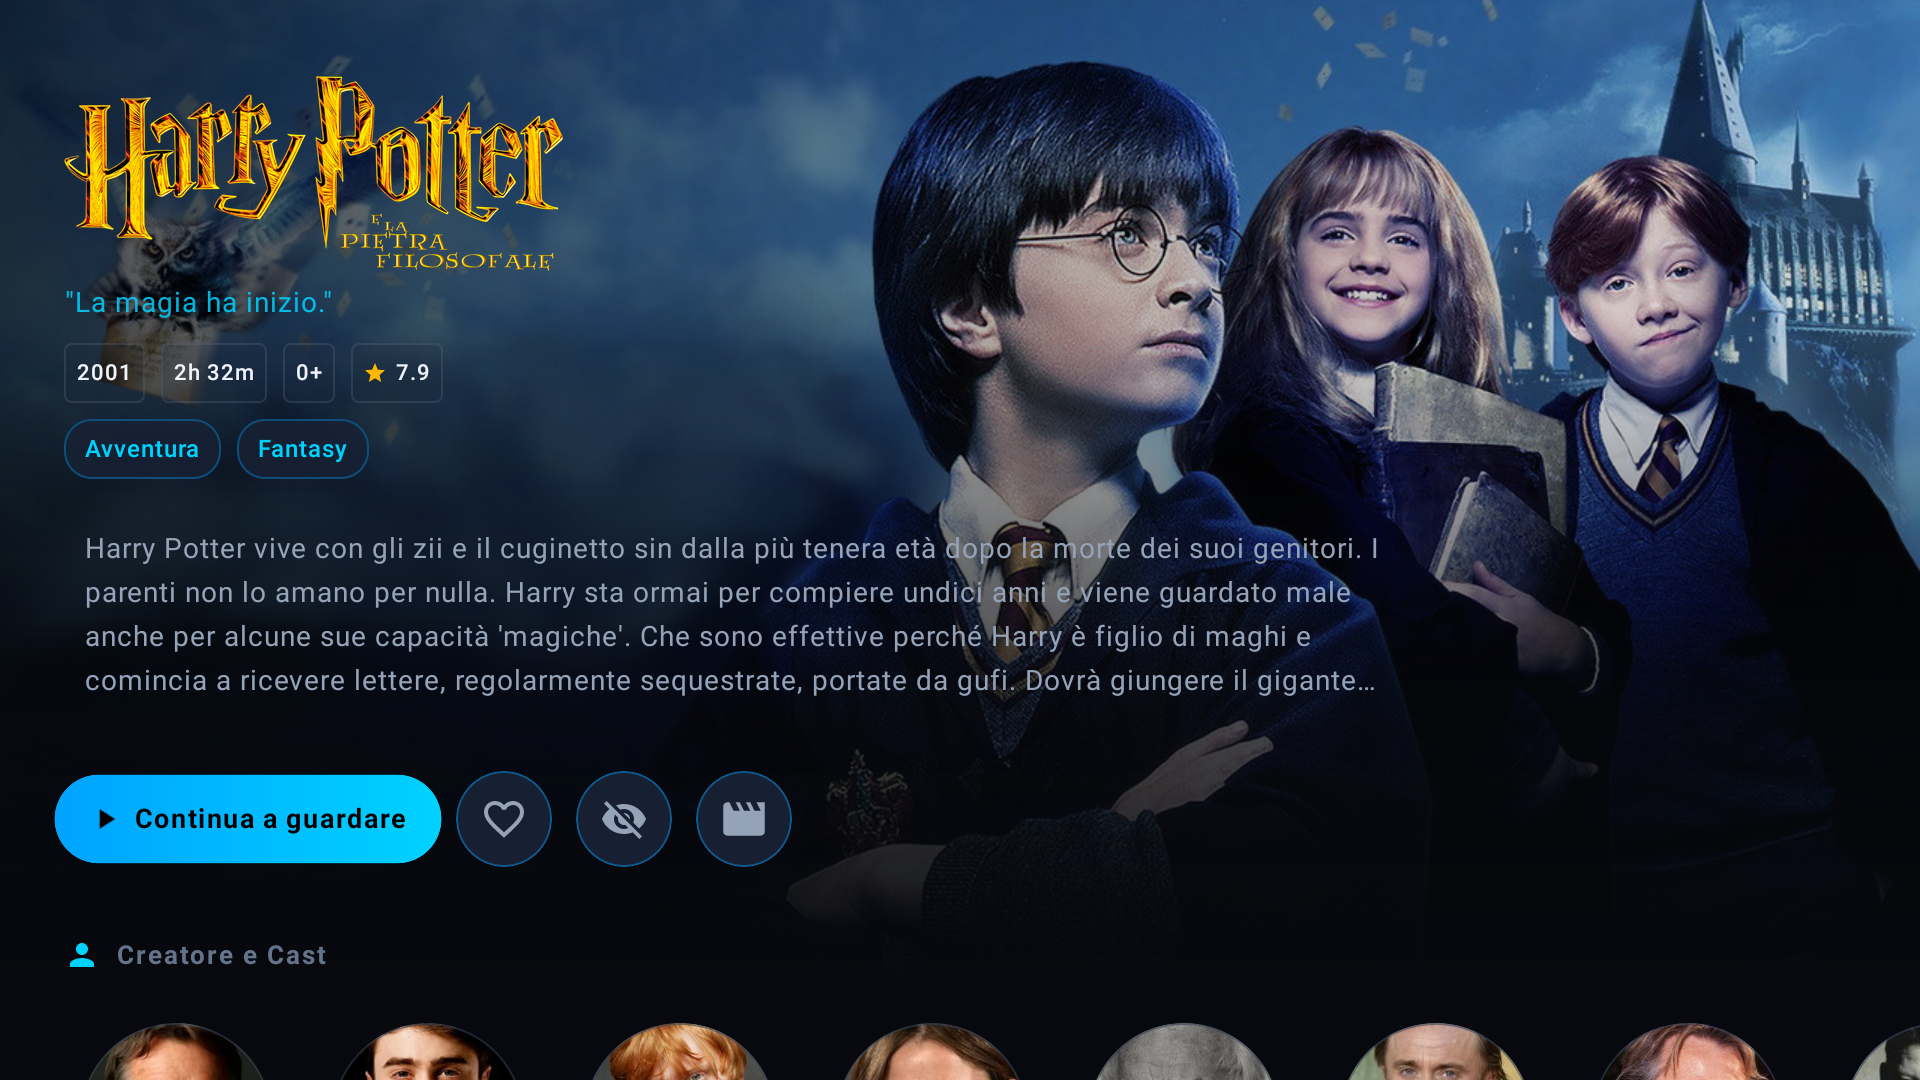 Harry Potter
E LA
PIETRA
FILOSOFALE
"La magia ha inizio."
2001
2h 32m
0+
7.9
Avventura
Fantasy
Harry Potter vive con gli zii e il cuginetto sin dalla più tenera età dopo la morte dei suoi genitori. I
parenti non lo amano per nulla. Harry sta ormai per compiere undici anni e viene guardato male
anche per alcune sue capacità 'magiche'. Che sono effettive perché Harry è figlio di maghi e
comincia a ricevere lettere, regolarmente sequestrate, portate da gufi. Dovrà giungere il gigante…
Continua a guardare
Creatore e Cast